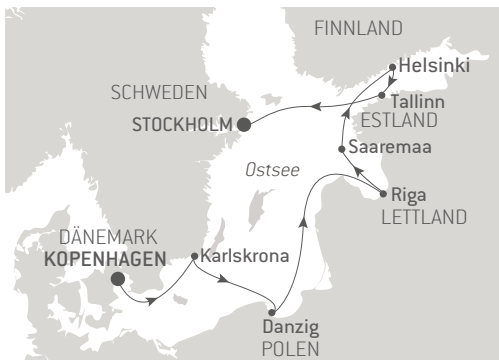 FINNLAND
Helsinki
SCHWEDEN
Tallinn
STOCKHOLM
ESTLAND
Saaremaa
Ostsee
Riga
LETTLAND
DÄNEMARK
KOPENHAGEN
Karlskrona
Danzig
POLEN